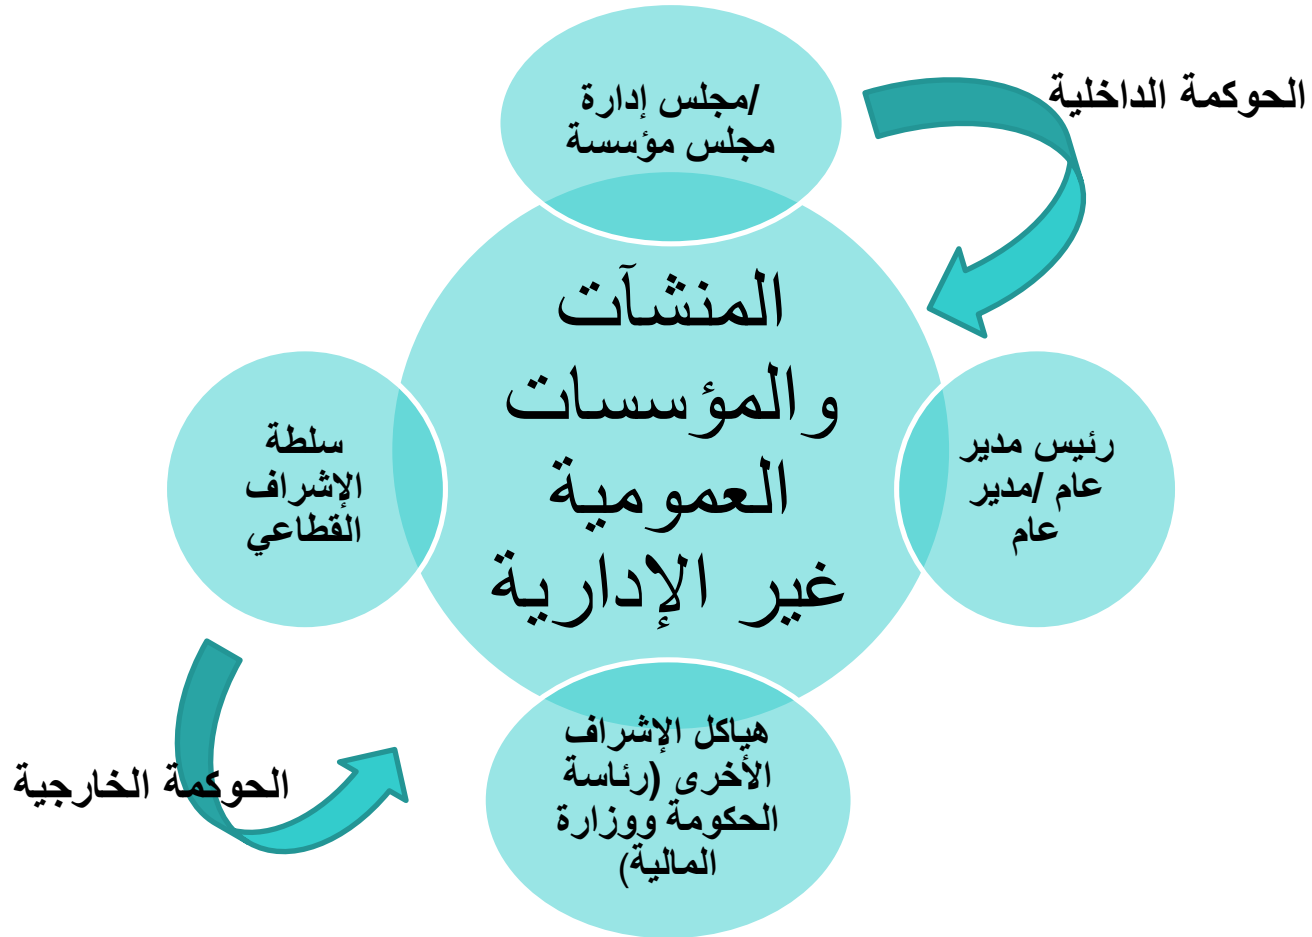 /مجلس إدارة
مجلس مؤسسة
الحوكمة الداخلية
المنشآت
والمؤسسات
العمومية
غير الإدارية
رئيس مدير
عام /مدير
عام
سلطة
الإشراف
القطاعي
هياكل الإشراف
الأخرى (رئاسة
الحكومة ووزارة
المالية)
الحوكمة الخارجية